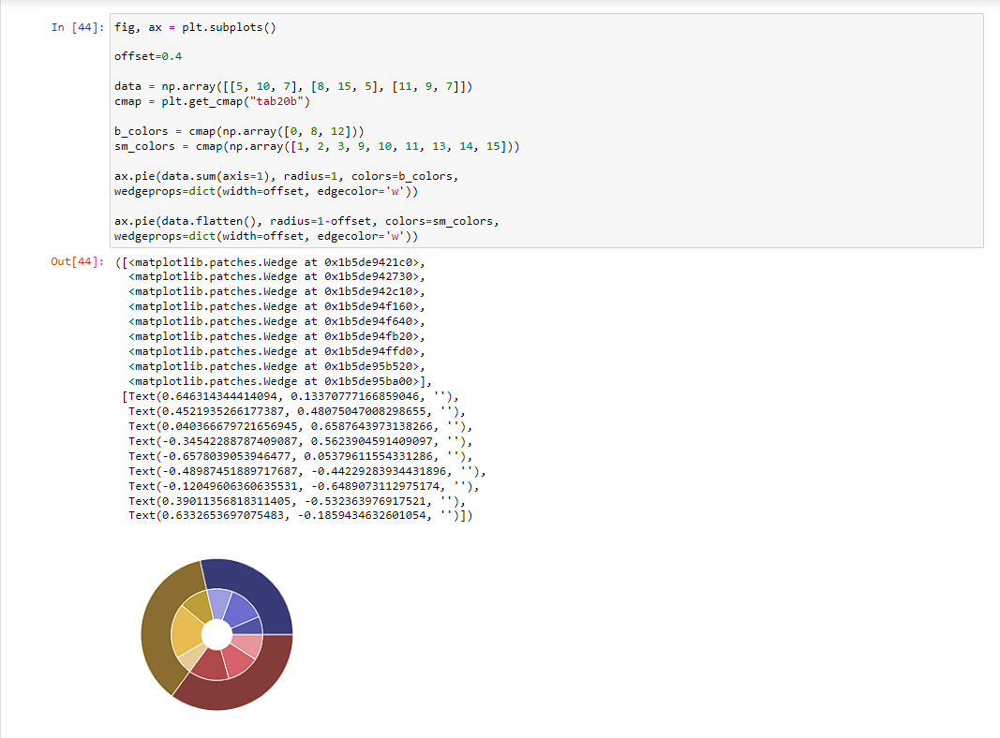 In [44]: fig, ax = plt.subplots()
offset=0.4
data = np.array([[5, 10, 7], [8, 15, 5], [11, 9, 7]])
cmap = plt.get_cmap("tab20b")
b_colors = cmap(np.array([0, 8, 12]))
sm_colors = cmap(np.array([1, 2, 3, 9, 10, 11, 13, 14, 15]))
ax.pie(data.sum(axis=1), radius=1, colors=b_colors,
wedgeprops=dict(width=offset, edgecolor='w'))
ax.pie(data.flatten(), radius=1-offset, colors=sm_colors,
wedgeprops=dict(width=offset, edgecolor='w'))
Out[44]: ([<matplotlib.patches.Wedge at 0x1b5de9421c0>,
<matplotlib.patches.Wedge at 0x1b5de942730>,
<matplotlib.patches.Wedge at 0x1b5de942c10>,
<matplotlib.patches.Wedge at 0x1b5de94f160>,
<matplotlib.patches.Wedge at 0x1b5de94f640>,
<matplotlib.patches.Wedge at 0x1b5de94fb20>,
<matplotlib.patches.Wedge at 0x1b5de94ffd0>,
<matplotlib.patches.Wedge at 0x1b5de95b520>,
<matplotlib.patches.Wedge at 0x1b5de95ba00>],
[Text(0.646314344414094, 0.13370777166859046, ''),
Text(0.4521935266177387, 0.48075047008298655, ''),
Text(0.040366679721656945, 0.6587643973138266, ''),
Text(-0.34542288787409087, 0.5623904591409097, ''),
Text(-0.6578039053946477, 0.05379611554331286, ''),
Text(-0.48987451889717687, -0.44229283934431896, ''),
Text(-0.12049606360635531, -0.6489073112975174, ''),
Text(0.39011356818311405, -0.532363976917521, ''),
Text(0.6332653697075483, -0.1859434632601054, '')])